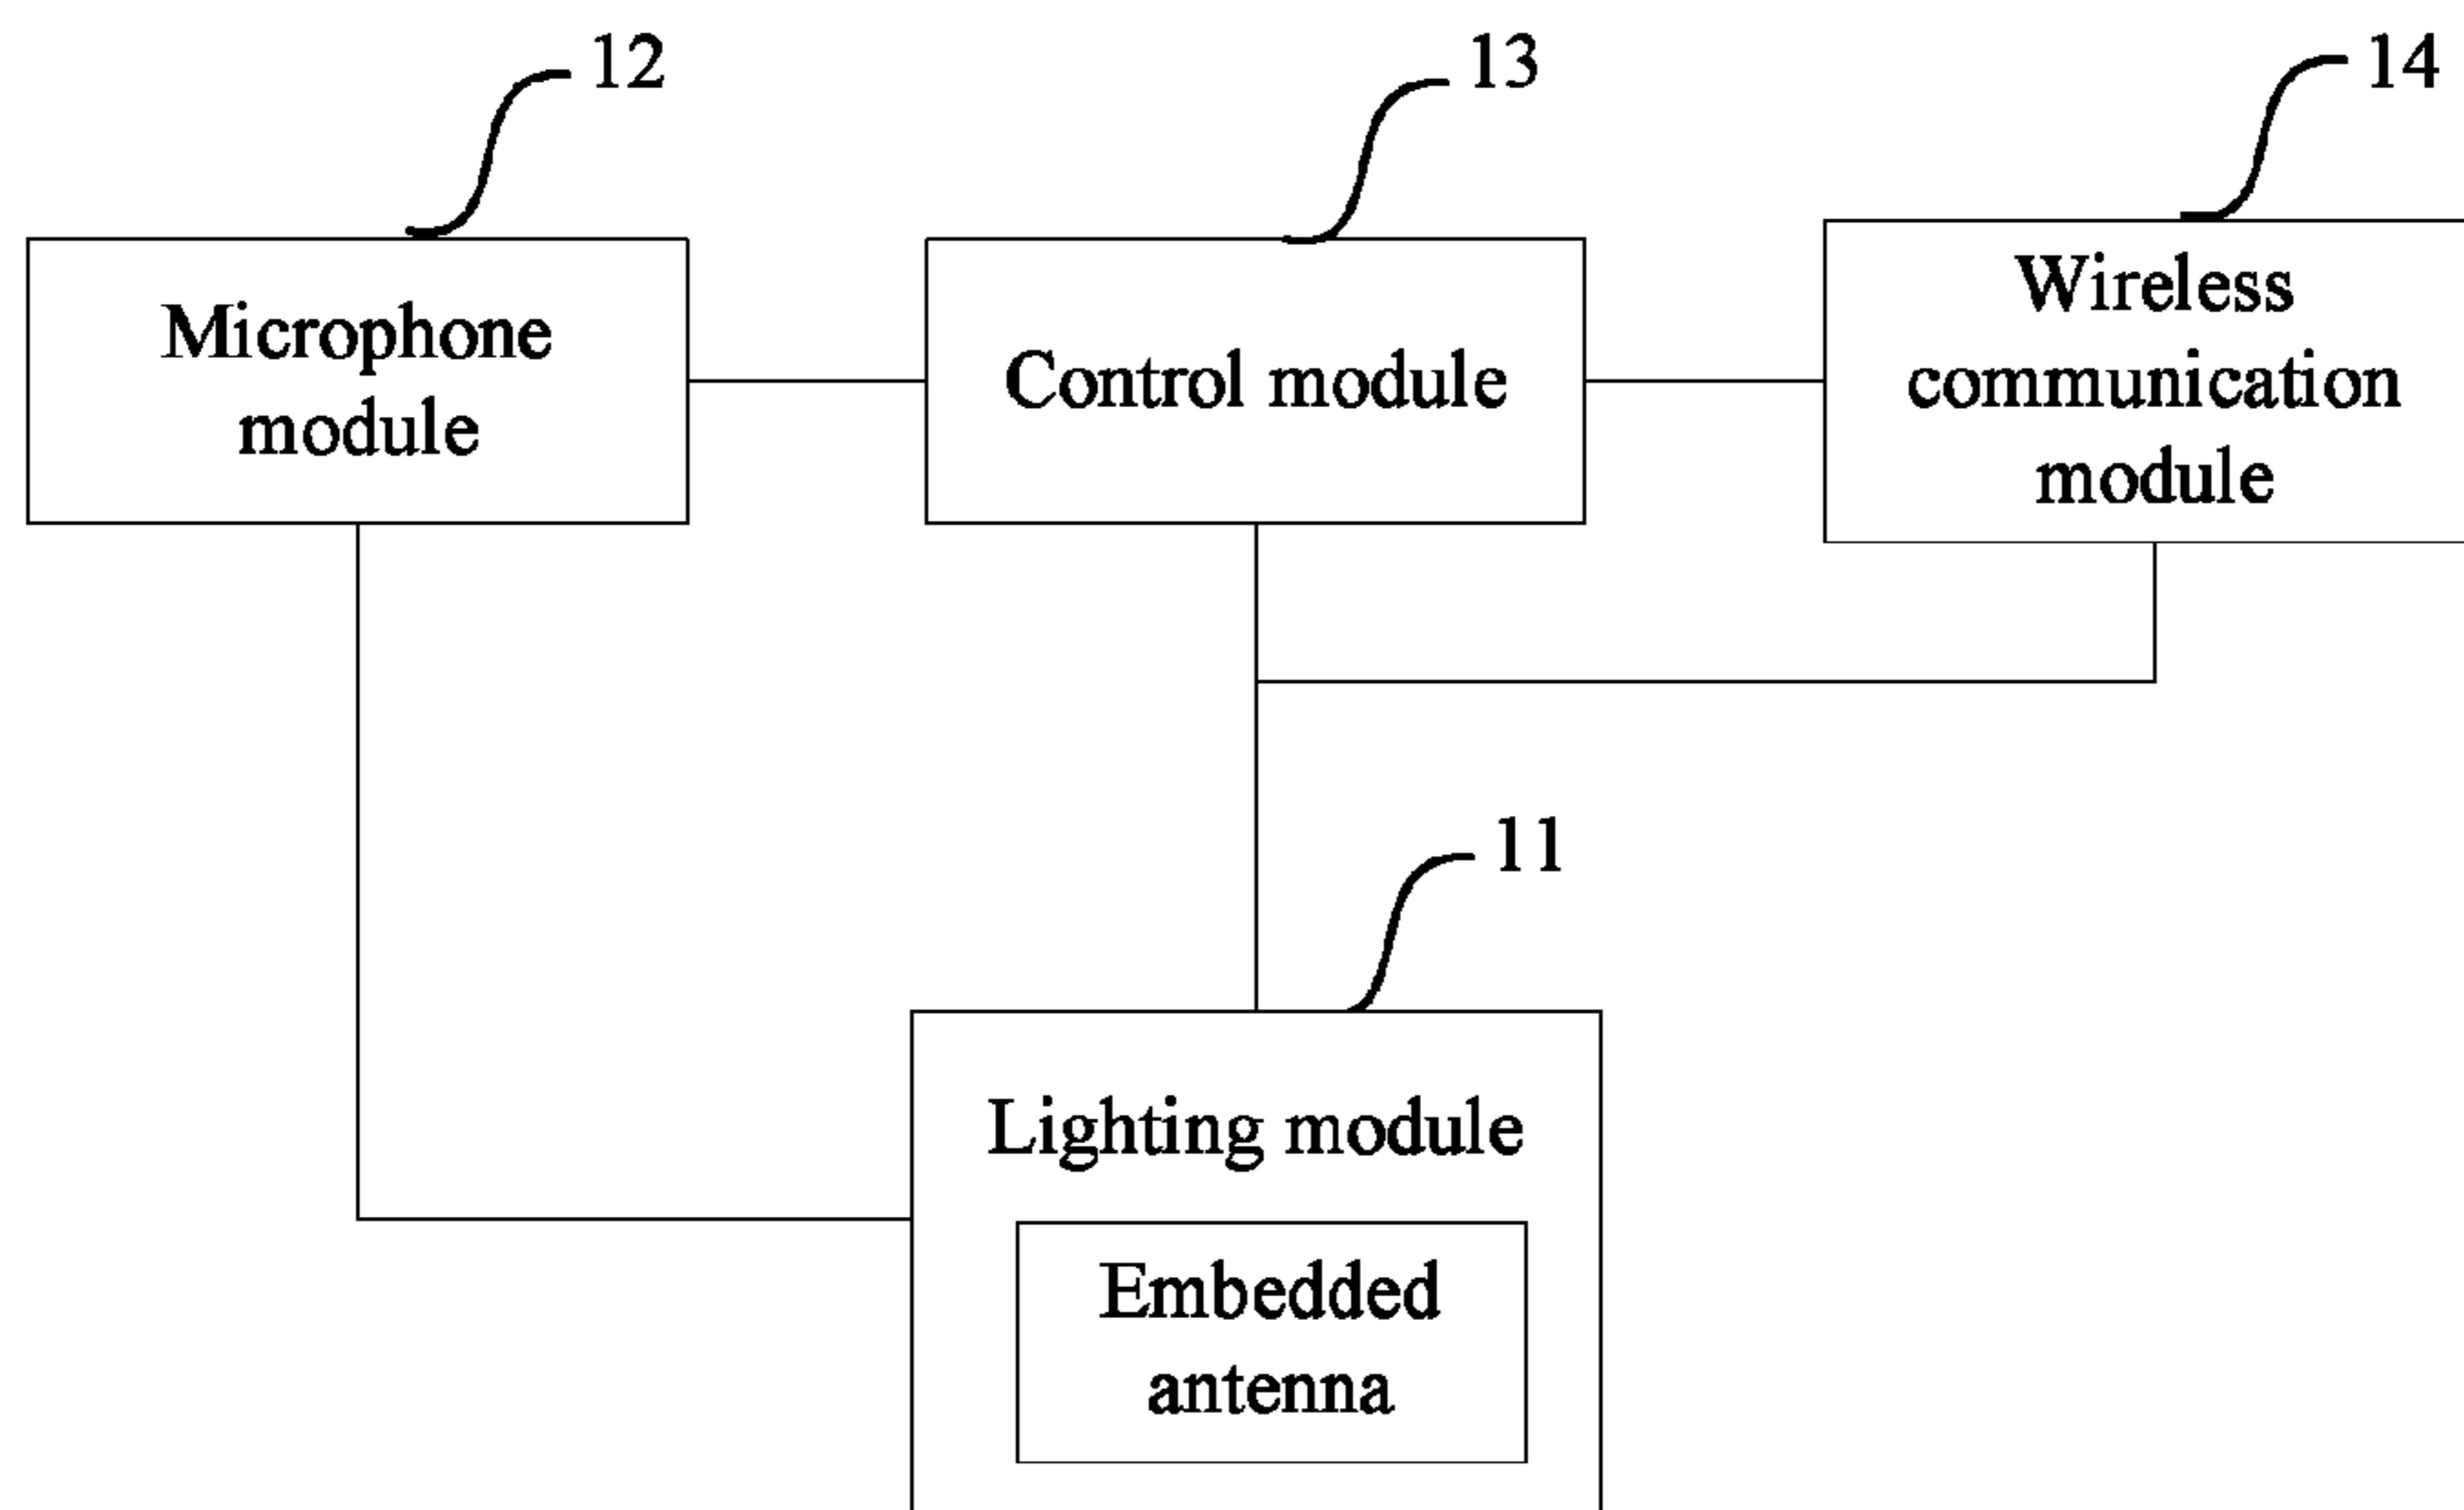 12
13
14
Microphone
module
Control module
Wireless
communication
module
11
Lighting module
Embedded
antenna